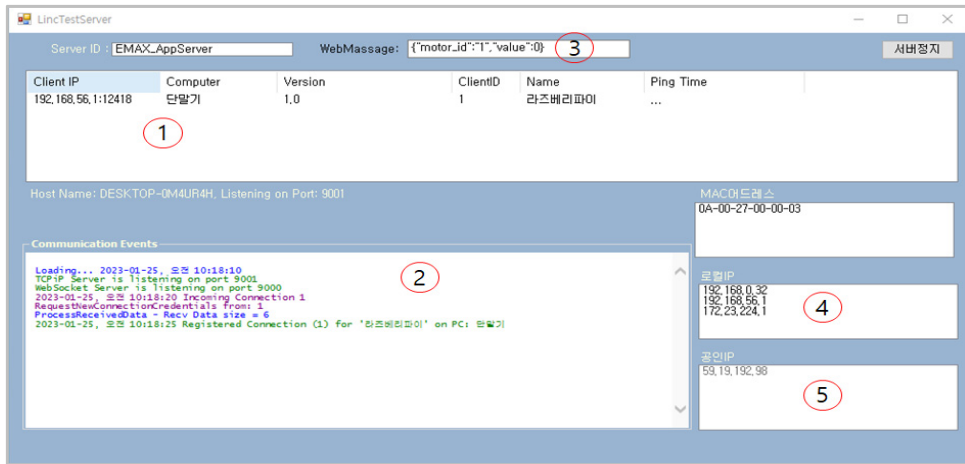 LincTestServer
Server ID : EMAX_AppServer WebMassage: {"motor_id":"1","value":0} 3 서버정지
Client IP Computer Version ClientID Name Ping Time
192,168,56,1:12418 단말기 1,0 1 라즈베리파이 ...
1
Host Name: DESKTOP-0M4UR4H, Listening on Port: 9001
MAC어드레스
0A-00-27-00-00-03
Communication Events
Loading... 2023-01-25, 오전 10:18:10
TCPiP Server is listening on port 9001
WebSocket Server is listening on port 9000
2023-01-25, 오전 10:18:20 Incoming Connection 1
RequestNewConnectionCredentials from: 1
ProcessReceivedData - Recv Data size = 6
2023-01-25, 오전 10:18:25 Registered Connection (1) for '라즈베리파이' on PC: 단말기
2
로컬IP
192,168,0,32
192,168,56,1
172,23,224,1
4
공인IP
59,19,192,98
5